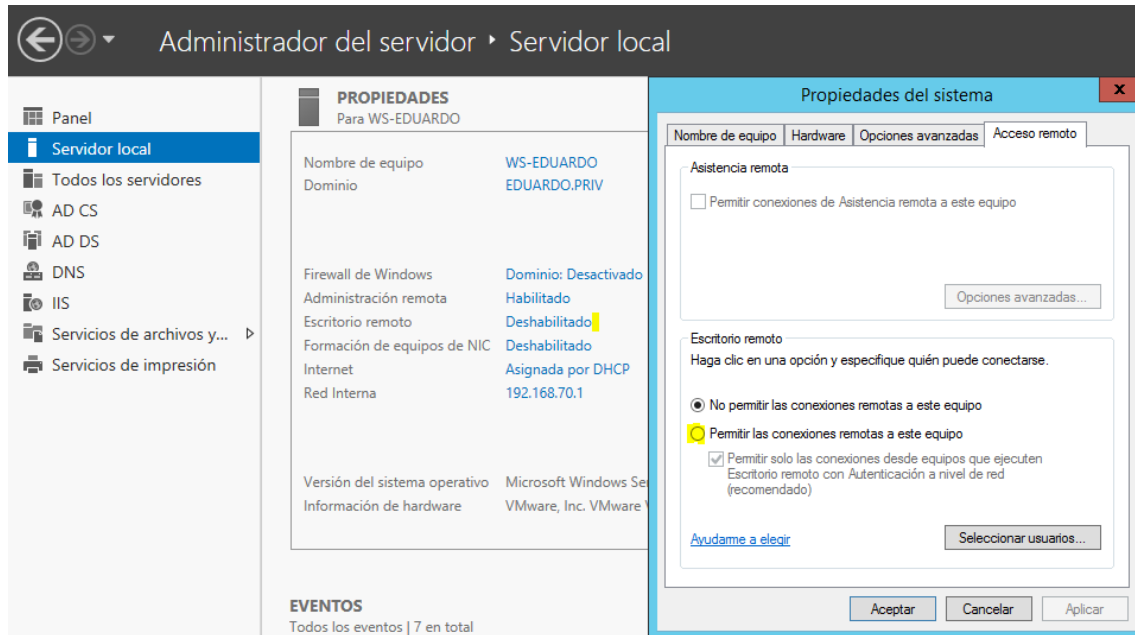 Administrador del servidor ‣ Servidor local
Panel
Servidor local
Todos los servidores
AD CS
AD DS
DNS
IIS
Servicios de archivos y...
Servicios de impresión
PROPIEDADES
Para WS-EDUARDO
Nombre de equipo WS-EDUARDO
Dominio EDUARDO.PRIV
Firewall de Windows Dominio: Desactivado
Administración remota Habilitado
Escritorio remoto Deshabilitado
Formación de equipos de NIC Deshabilitado
Internet Asignada por DHCP
Red Interna 192.168.70.1
Versión del sistema operativo Microsoft Windows Se
Información de hardware VMware, Inc. VMware
EVENTOS
Todos los eventos | 7 en total
Propiedades del sistema
x
Nombre de equipo Hardware Opciones avanzadas Acceso remoto
Asistencia remota
Permitir conexiones de Asistencia remota a este equipo
Opciones avanzadas...
Escritorio remoto
Haga clic en una opción y especifique quién puede conectarse.
No permitir las conexiones remotas a este equipo
Permitir las conexiones remotas a este equipo
Permitir solo las conexiones desde equipos que ejecuten
Escritorio remoto con Autenticación a nivel de red
(recomendado)
Ayudarme a elegir
Seleccionar usuarios...
Aceptar Cancelar Aplicar